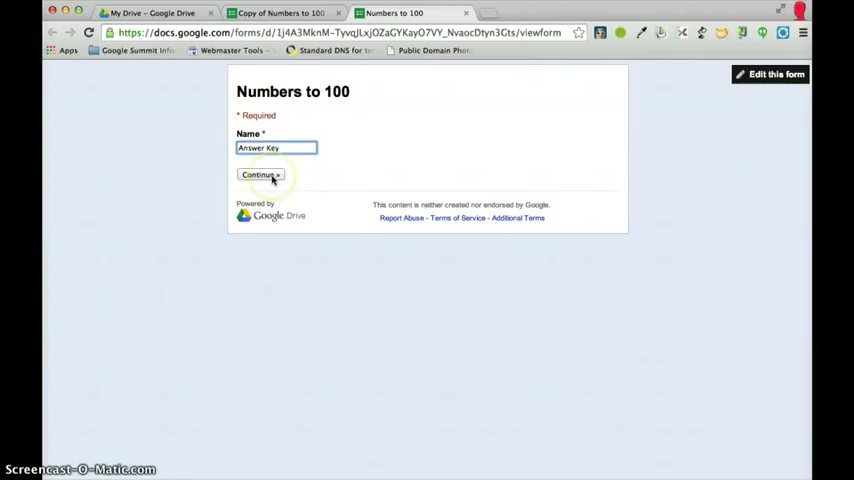 My Drive – Google Drive
Copy of Numbers to 100
Numbers to 100
https://docs.google.com/forms/d/1j4A3MknM-TyvqJLxjOZaGYKayO7VY_NvaocDtyn3Gts/viewform
Apps
Google Summit Info
Webmaster Tools -
Standard DNS for te
Public Domain Phot
Edit this form
Numbers to 100
* Required
Name *
Answer Key
Continue »
Powered by
Google Drive
This content is neither created nor endorsed by Google.
Report Abuse - Terms of Service - Additional Terms
Screencast-O-Matic.com